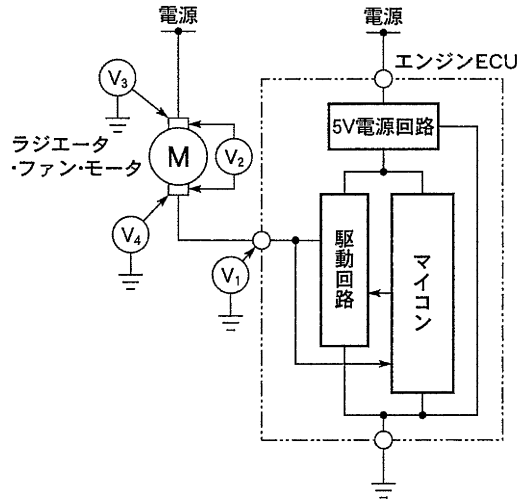 電源
電源
エンジンECU
V3
5V電源回路
ラジエータ
・ファン・モータ
M
V2
V4
V1
駆動回路
マイコン